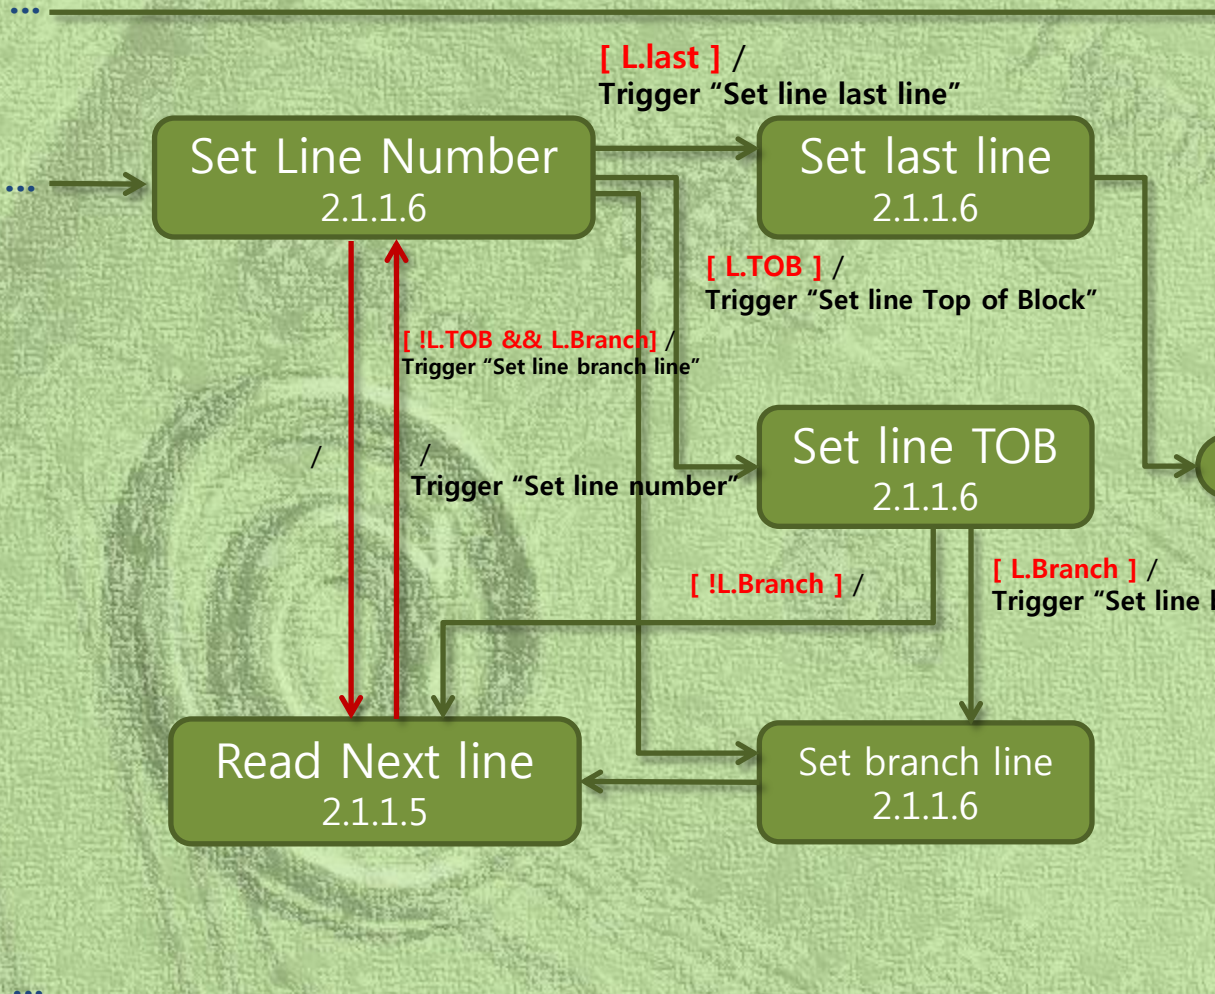 ...
[ L.last ] /
Trigger “Set line last line”
Set Line Number
2.1.1.6
Set last line
2.1.1.6
...
[ L.TOB ] /
Trigger “Set line Top of Block”
[ !L.TOB && L.Branch] /
Trigger “Set line branch line”
Set line TOB
2.1.1.6
/
/
Trigger “Set line number”
[ !L.Branch ] /
[ L.Branch ] /
Trigger “Set line
Read Next line
2.1.1.5
Set branch line
2.1.1.6
...